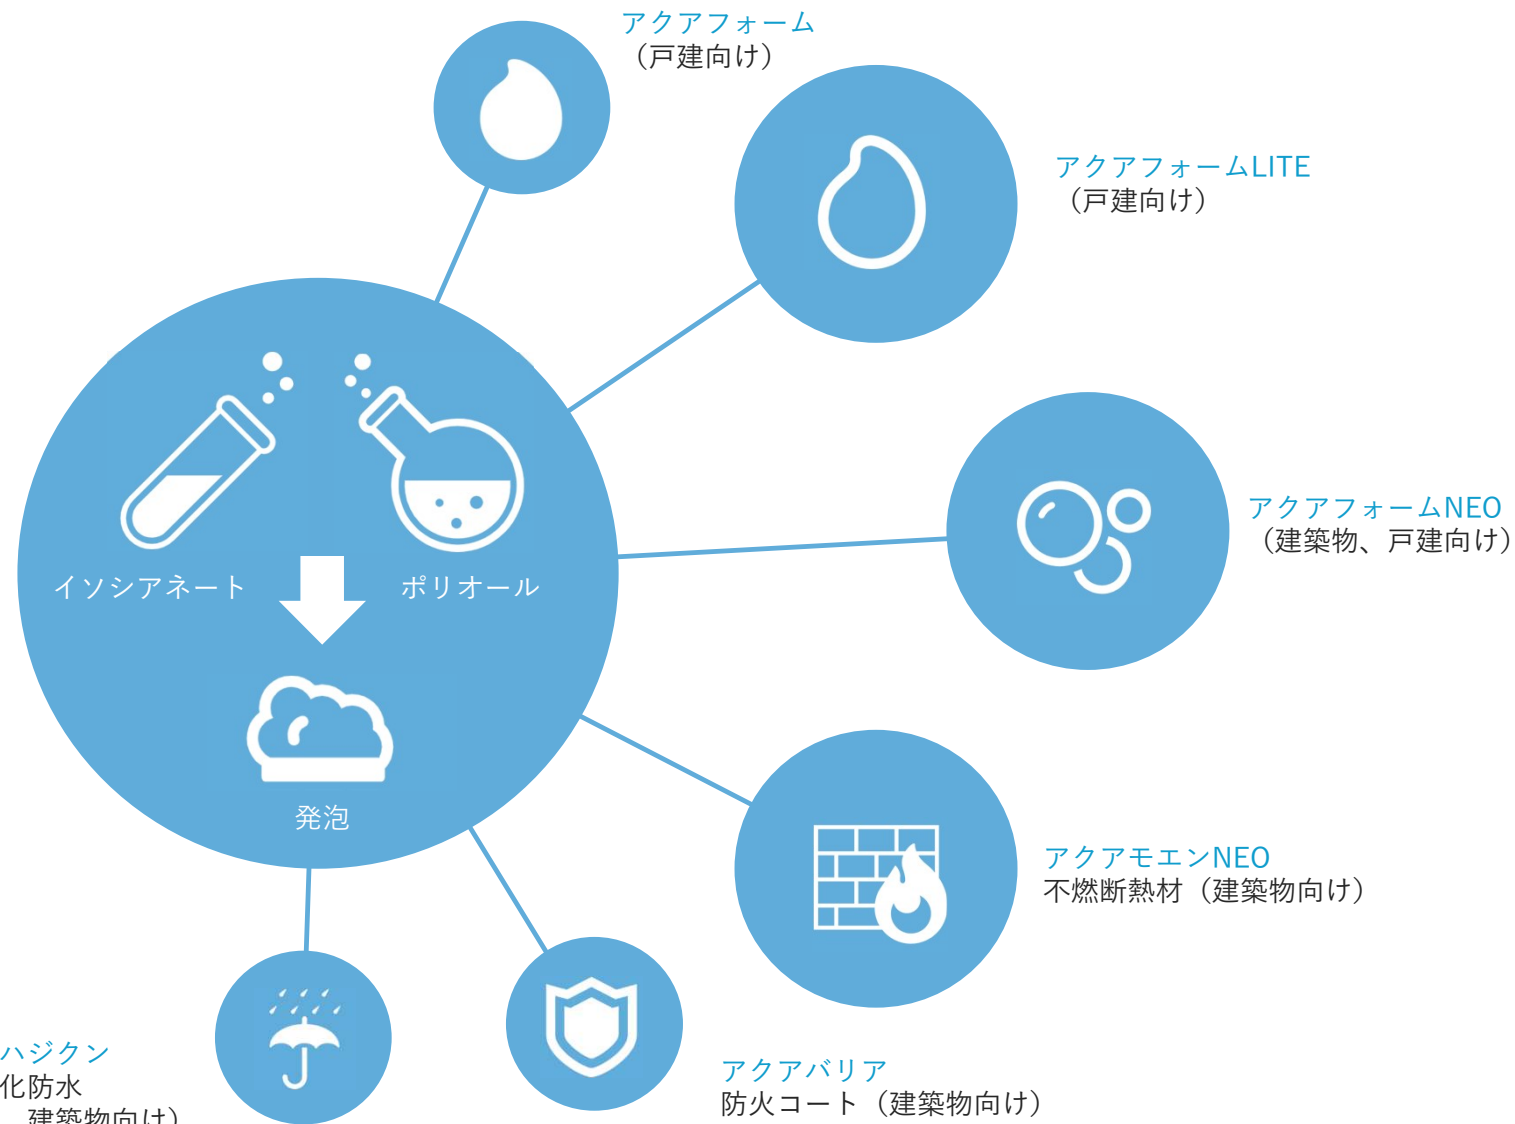 アクアフォーム
（戸建向け）
アクアフォームLITE
（戸建向け）
アクアフォームNEO
（建築物、戸建向け）
イソシアネート
ポリオール
発泡
アクアモエンNEO
不燃断熱材（建築物向け）
アクアバリア
防火コート（建築物向け）
ハジクン
化防水
建築物向け）